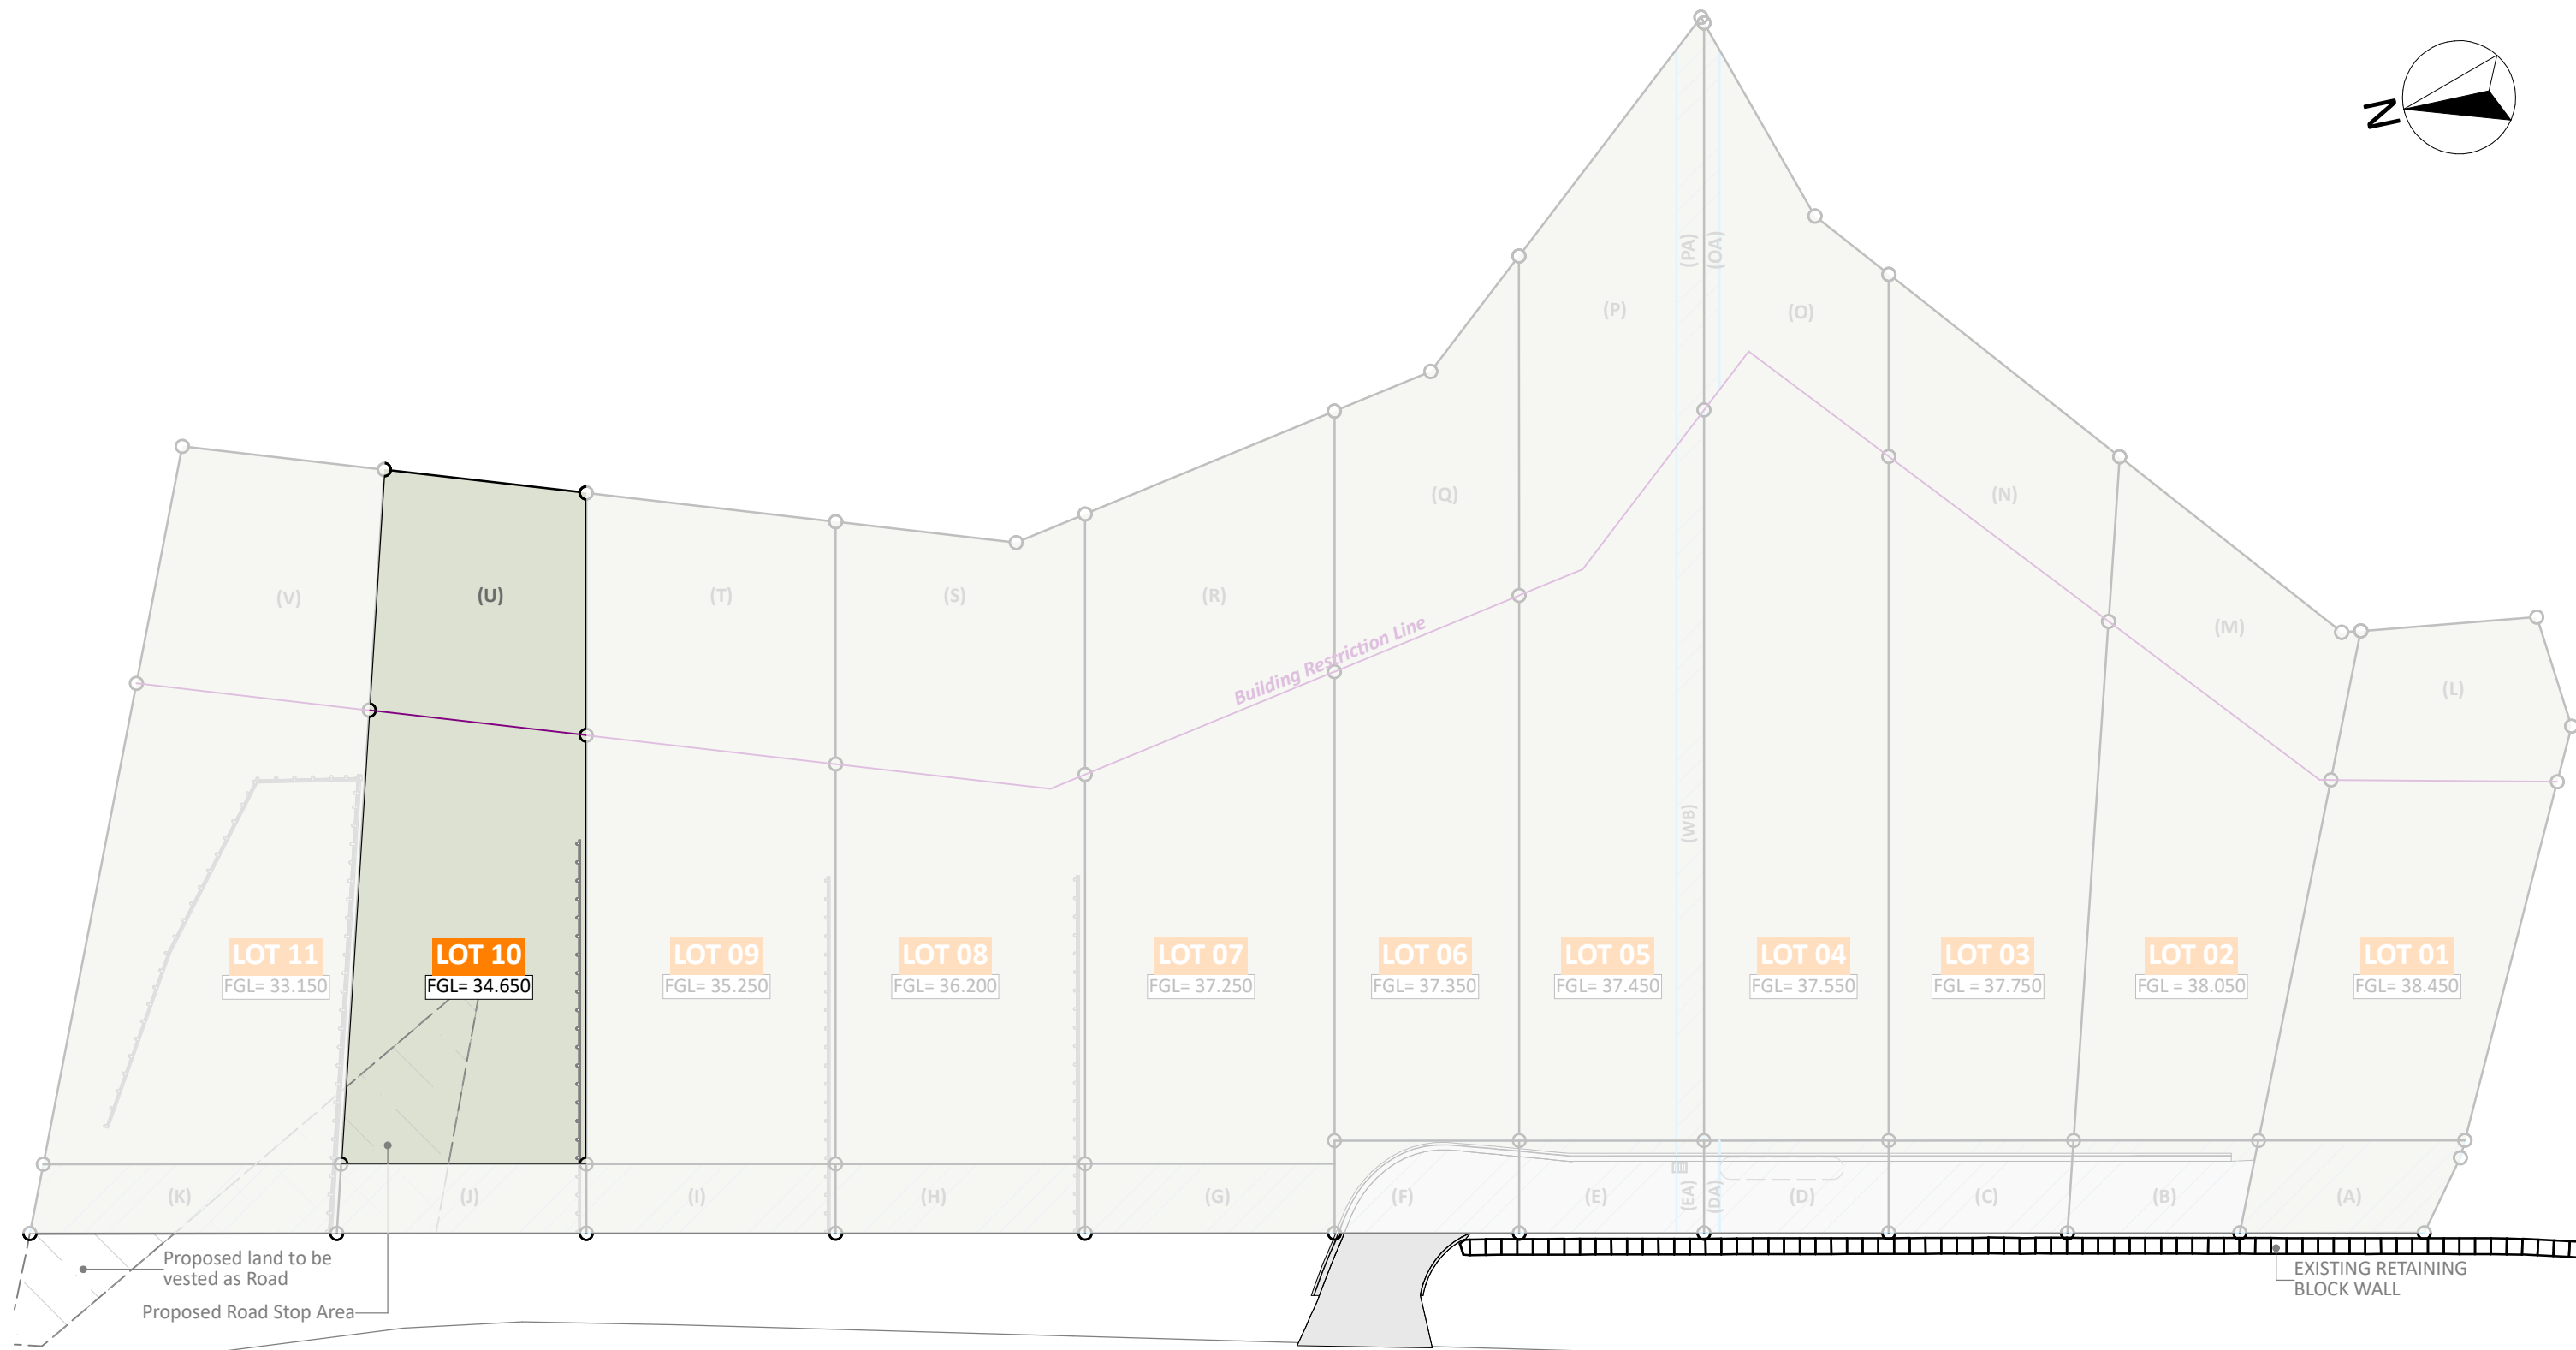 N
(PA)
(OA)
(P)
(O)
(Q)
(N)
(V)
(U)
(T)
(S)
(R)
(M)
(L)
Building Restriction Line
(WB)
LOT 11
FGL= 33.150
LOT 10
FGL= 34.650
LOT 09
FGL= 35.250
LOT 08
FGL= 36.200
LOT 07
FGL= 37.250
LOT 06
FGL= 37.350
LOT 05
FGL= 37.450
LOT 04
FGL= 37.550
LOT 03
FGL = 37.750
LOT 02
FGL = 38.050
LOT 01
FGL= 38.450
(K)
(J)
(I)
(H)
(G)
(F)
(E)
(EA)
(DA)
(D)
(C)
(B)
(A)
Proposed land to be
vested as Road
Proposed Road Stop Area
EXISTING RETAINING
BLOCK WALL